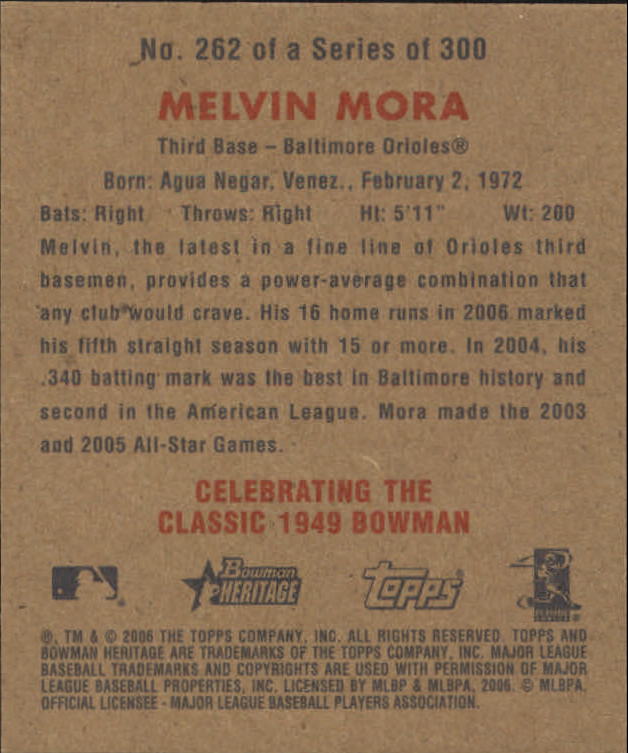 No. 262 of a Series of 300
MELVIN MORA
Third Base – Baltimore Orioles®
Born: Agua Negar, Venez., February 2, 1972
Bats: Right Throws: Right Ht: 5'11" Wt: 200
Melvin, the latest in a fine line of Orioles third
basemen, provides a power-average combination that
any club would crave. His 16 home runs in 2006 marked
his fifth straight season with 15 or more. In 2004, his
.340 batting mark was the best in Baltimore history and
second in the American League. Mora made the 2003
and 2005 All-Star Games.
CELEBRATING THE
CLASSIC 1949 BOWMAN
Bowman
HERITAGE
Topps
®, TM & © 2006 THE TOPPS COMPANY, INC. ALL RIGHTS RESERVED. TOPPS AND
BOWMAN HERITAGE ARE TRADEMARKS OF THE TOPPS COMPANY, INC. MAJOR LEAGUE
BASEBALL TRADEMARKS AND COPYRIGHTS ARE USED WITH PERMISSION OF MAJOR
LEAGUE BASEBALL PROPERTIES, INC. LICENSED BY MLBP & MLBPA, 2006. © MLBPA.
OFFICIAL LICENSEE - MAJOR LEAGUE BASEBALL PLAYERS ASSOCIATION.